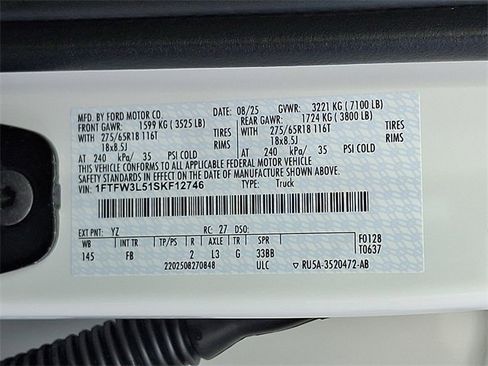 MFD. BY FORD MOTOR CO. DATE: 08/25 GVWR: 3221 KG ( 7100 LB)
FRONT GAWR: 1599 KG ( 3525 LB) REAR GAWR: 1724 KG ( 3800 LB)
WITH 275/65R18 116T TIRES WITH 275/65R18 116T TIRES
18x8.5J RIMS 18x8.5J RIMS
AT 240 kPa/ 35 PSI COLD AT 240 kPa/ 35 PSI COLD
THIS VEHICLE CONFORMS TO ALL APPLICABLE FEDERAL MOTOR VEHICLE
SAFETY STANDARDS IN EFFECT ON THE DATE OF MANUFACTURE SHOWN ABOVE.
VIN: 1FTFW3L51SKF12746 TYPE: Truck
EXT PNT: YZ RC: 27 DSO:
WB INT TR TP/PS R AXLE TR SPR F0128
145 FB 2 L3 G 33BB T0637
2202508270848 ULC ▽ RU5A-3520472-AB